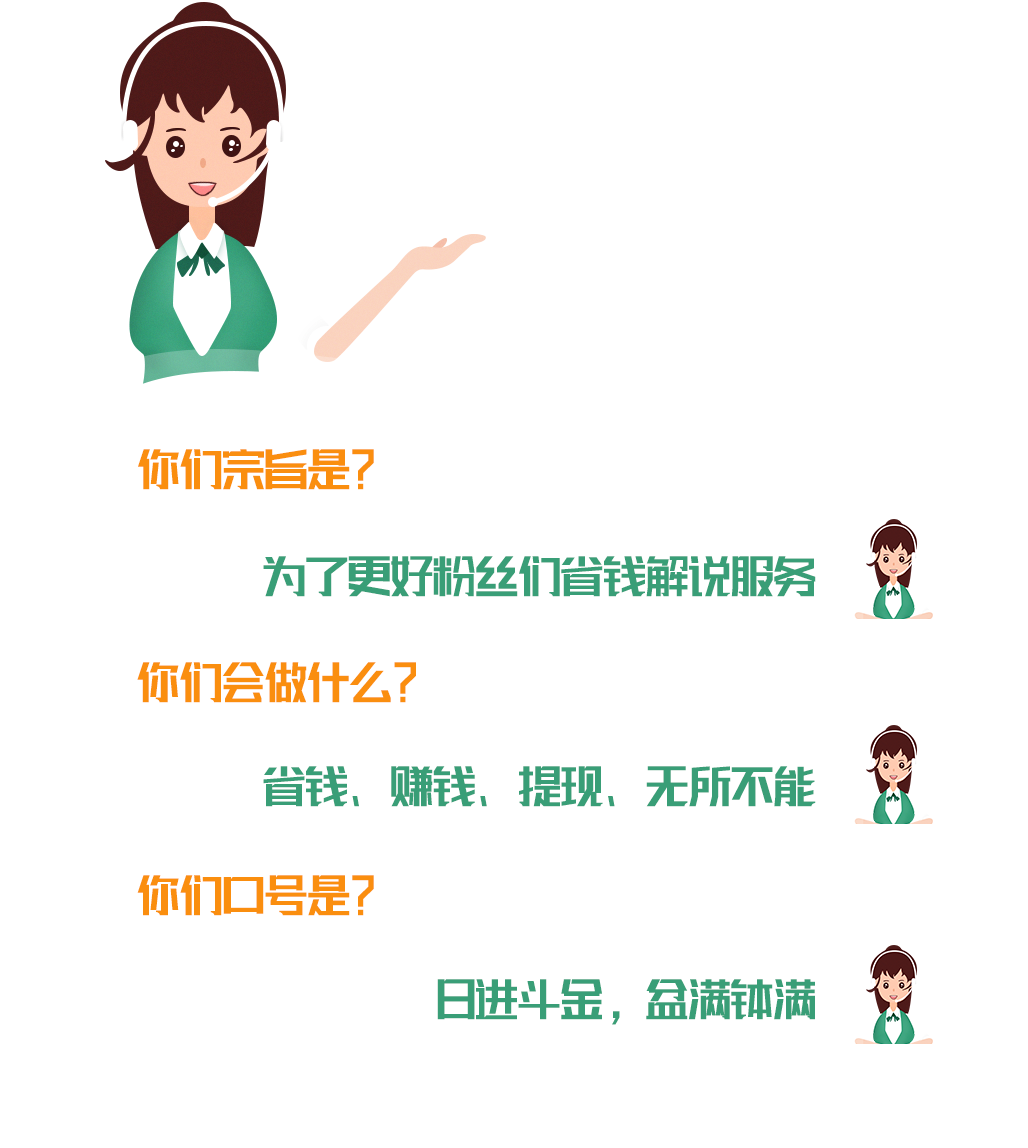 你们宗旨是?
为了更好粉丝们省钱解说服务
你们会做什么?
省钱、赚钱、提现、无所不能
你们口号是?
日进斗金，盆满钵满